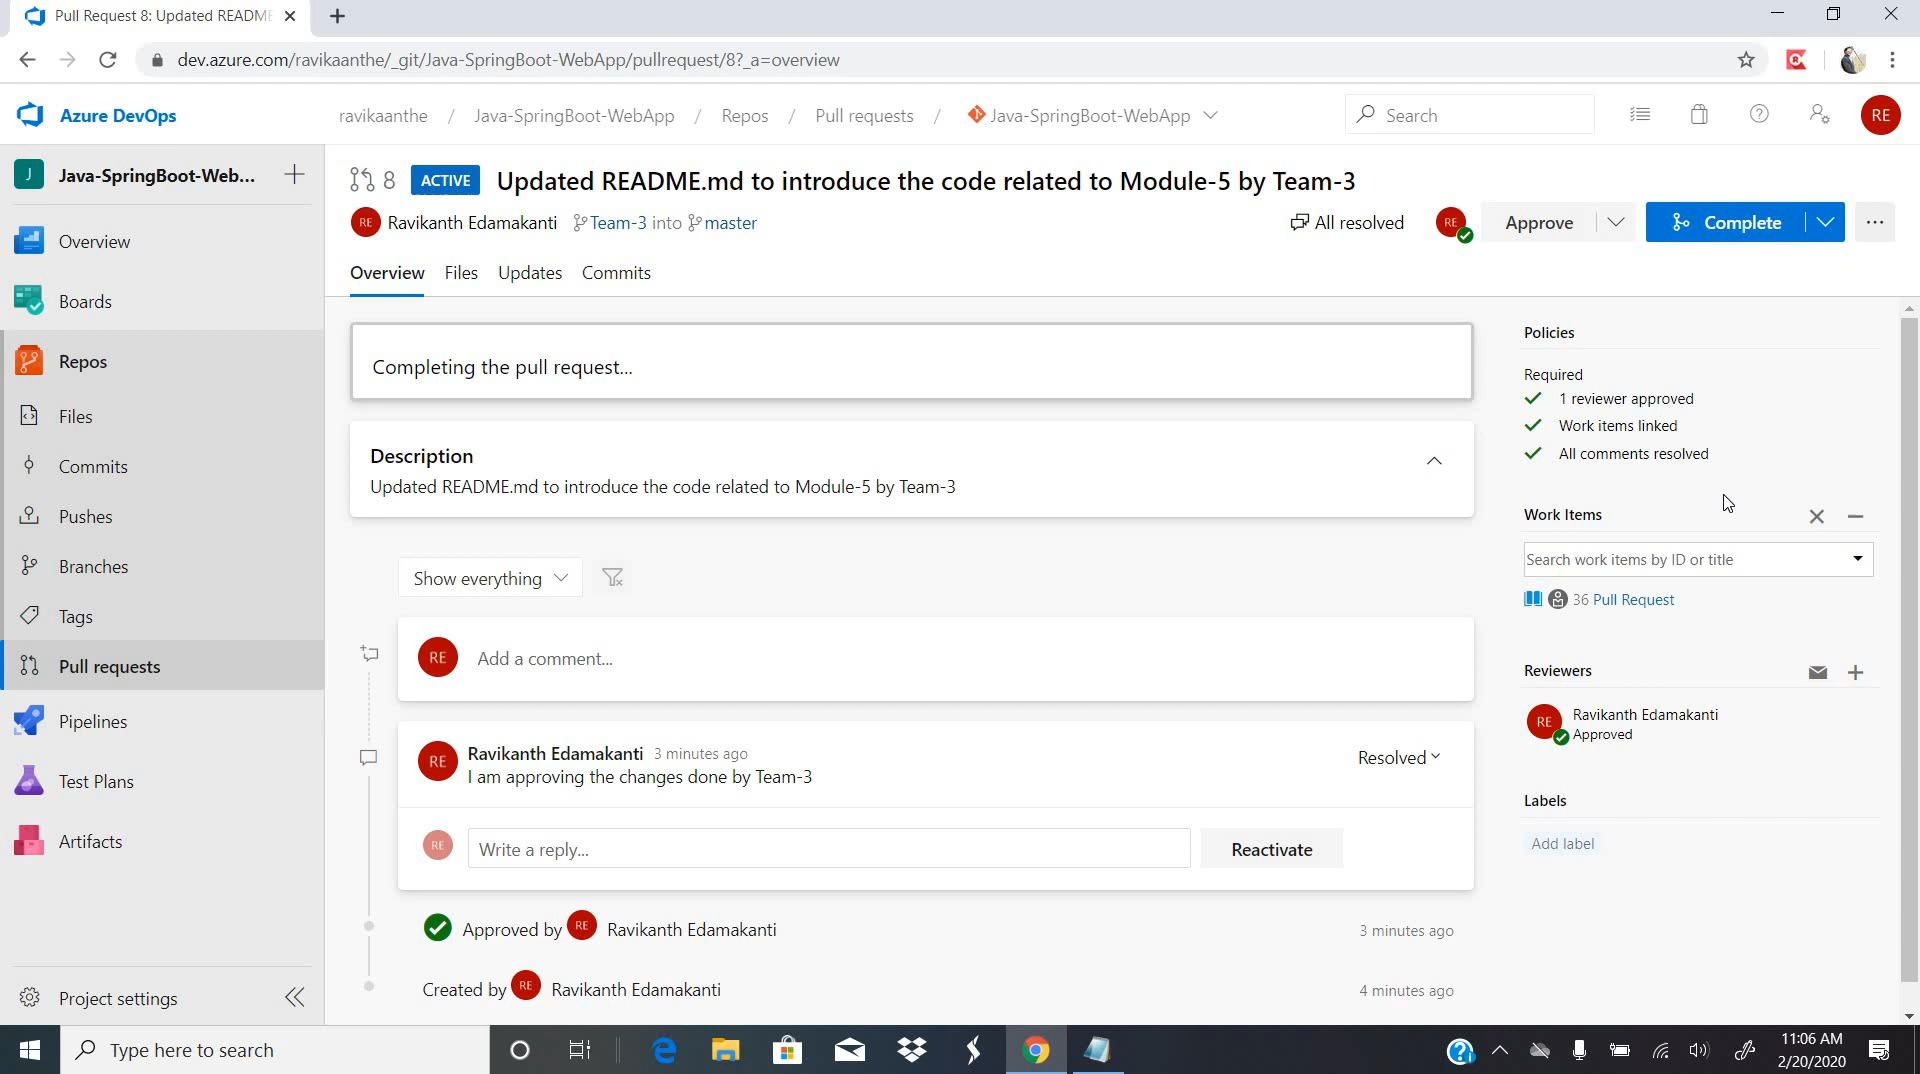 Pull Request 8: Updated README
dev.azure.com/ravikaanthe/_git/Java-SpringBoot-WebApp/pullrequest/8?_a=overview
Azure DevOps
ravikaanthe / Java-SpringBoot-WebApp / Repos / Pull requests / Java-SpringBoot-WebApp
Search
RE
J Java-SpringBoot-Web...
8 ACTIVE Updated README.md to introduce the code related to Module-5 by Team-3
RE Ravikanth Edamakanti Team-3 into master
All resolved RE Approve Complete
Overview Files Updates Commits
Overview
Boards
Repos
Files
Commits
Pushes
Branches
Tags
Pull requests
Pipelines
Test Plans
Artifacts
Project settings
Completing the pull request...
Description
Updated README.md to introduce the code related to Module-5 by Team-3
Show everything
RE Add a comment...
RE Ravikanth Edamakanti 3 minutes ago
I am approving the changes done by Team-3
Resolved
RE Write a reply... Reactivate
Approved by RE Ravikanth Edamakanti 3 minutes ago
Created by RE Ravikanth Edamakanti 4 minutes ago
Policies
Required
1 reviewer approved
Work items linked
All comments resolved
Work Items
Search work items by ID or title
36 Pull Request
Reviewers
RE Ravikanth Edamakanti
Approved
Labels
Add label
Type here to search
11:06 AM
2/20/2020